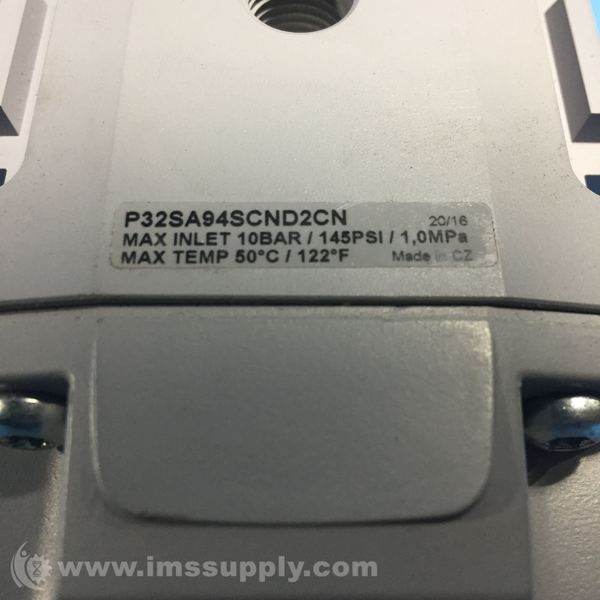 P32SA94SCND2CN 20/16
MAX INLET 10BAR / 145PSI / 1,0MPa
MAX TEMP 50°C / 122°F Made in CZ
www.imssupply.com